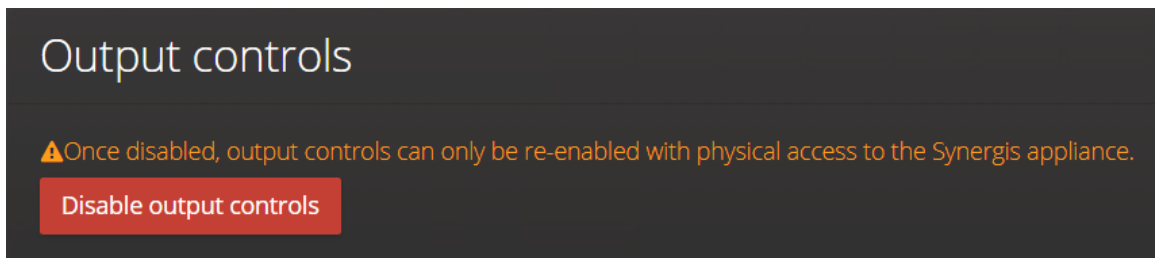 Output controls
Once disabled, output controls can only be re-enabled with physical access to the Synergis appliance.
Disable output controls